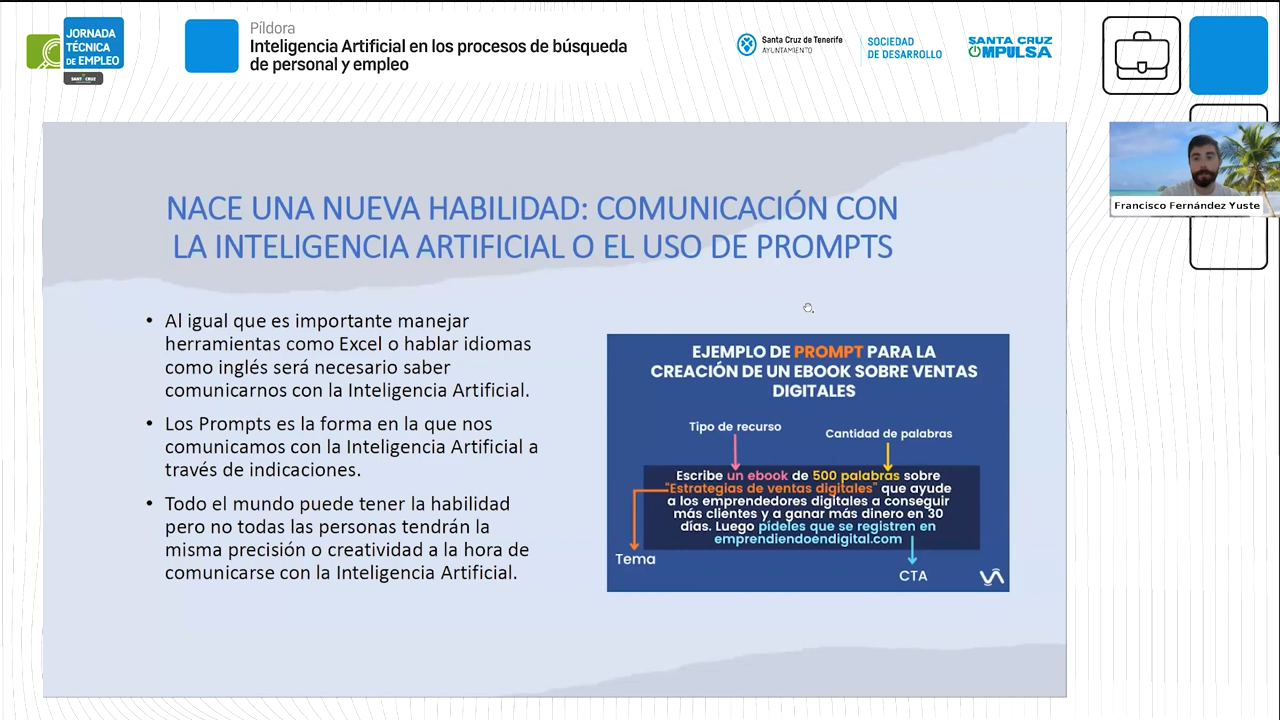 JORNADA
TÉCNICA
DE EMPLEO
Píldora
Inteligencia Artificial en los procesos de búsqueda
de personal y empleo
Santa Cruz de Tenerife
AYUNTAMIENTO
SOCIEDAD
DE DESARROLLO
SANTA CRUZ
IMPULSA
Francisco Fernández Yuste
NACE UNA NUEVA HABILIDAD: COMUNICACIÓN CON
LA INTELIGENCIA ARTIFICIAL O EL USO DE PROMPTS
• Al igual que es importante manejar
herramientas como Excel o hablar idiomas
como inglés será necesario saber
comunicarnos con la Inteligencia Artificial.
• Los Prompts es la forma en la que nos
comunicamos con la Inteligencia Artificial a
través de indicaciones.
• Todo el mundo puede tener la habilidad
pero no todas las personas tendrán la
misma precisión o creatividad a la hora de
comunicarse con la Inteligencia Artificial.
EJEMPLO DE PROMPT PARA LA
CREACIÓN DE UN EBOOK SOBRE VENTAS
DIGITALES
Tipo de recurso
Cantidad de palabras
Escribe un ebook de 500 palabras sobre
"Estrategias de ventas digitales" que ayude
a los emprendedores digitales a conseguir
más clientes y a ganar más dinero en 30
días. Luego pídeles que se registren en
emprendiendoendigital.com
Tema
CTA